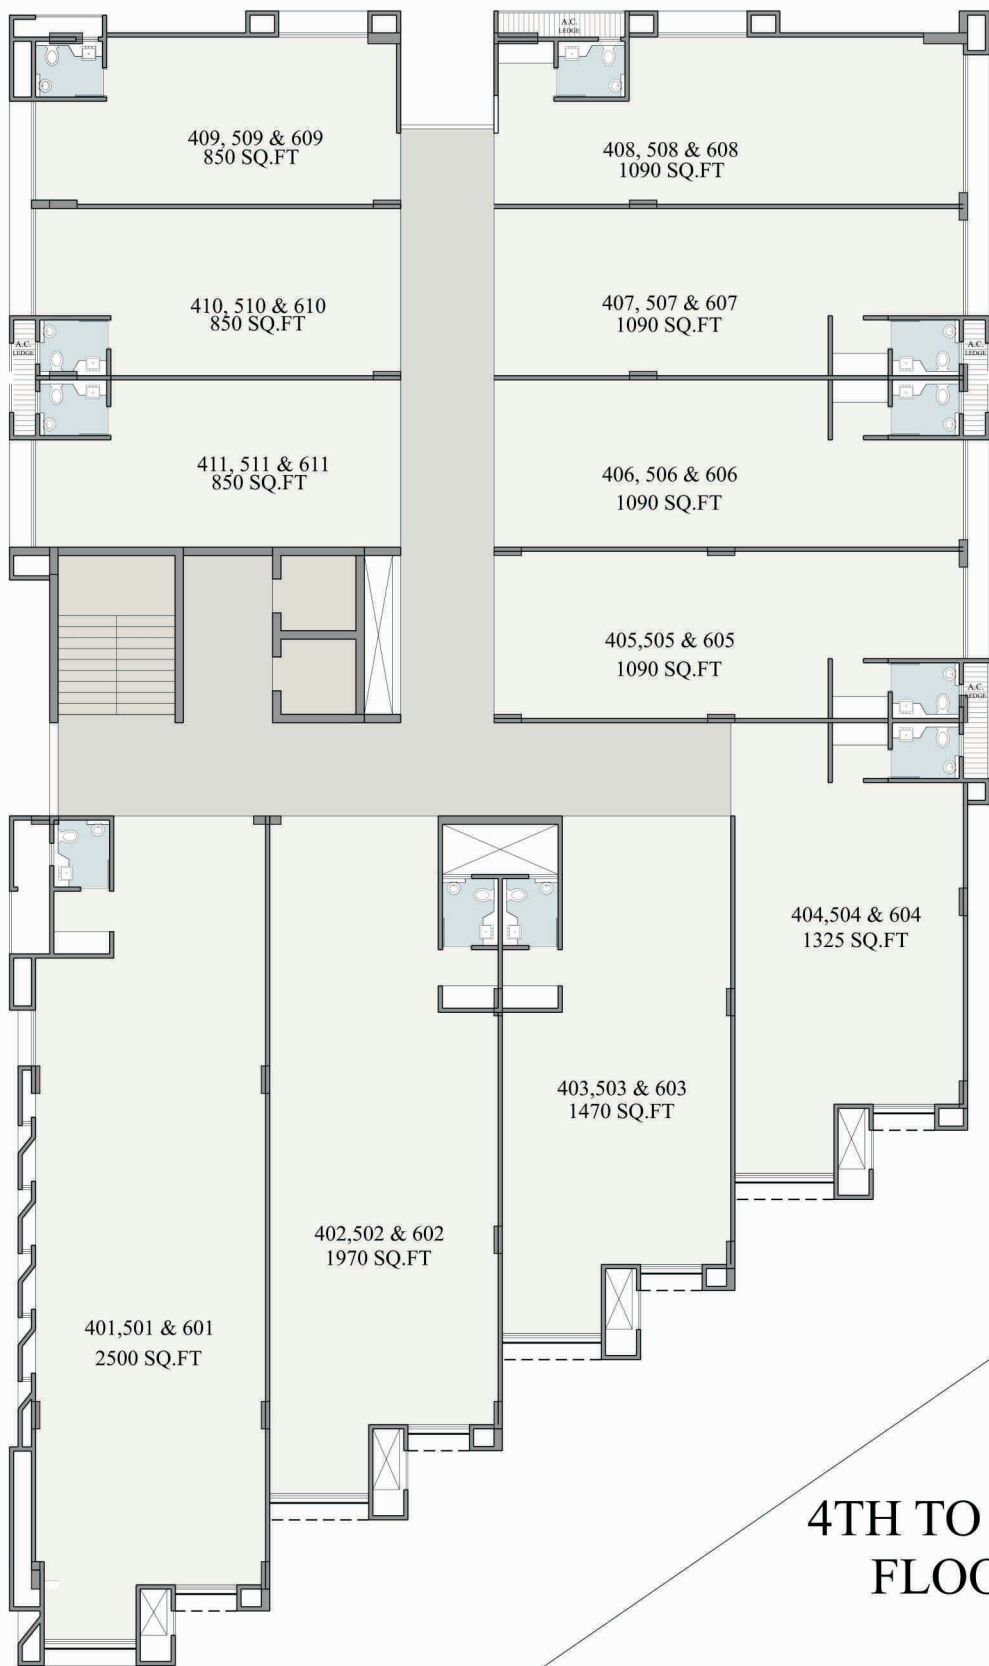 A.C.
LEDGE
409, 509 & 609
850 SQ.FT
408, 508 & 608
1090 SQ.FT
410, 510 & 610
850 SQ.FT
407, 507 & 607
1090 SQ.FT
A.C.
LEDGE
A.C.
LEDGE
411, 511 & 611
850 SQ.FT
406, 506 & 606
1090 SQ.FT
405,505 & 605
1090 SQ.FT
A.C.
LEDGE
404,504 & 604
1325 SQ.FT
403,503 & 603
1470 SQ.FT
402,502 & 602
1970 SQ.FT
401,501 & 601
2500 SQ.FT
4TH TO
FLOO